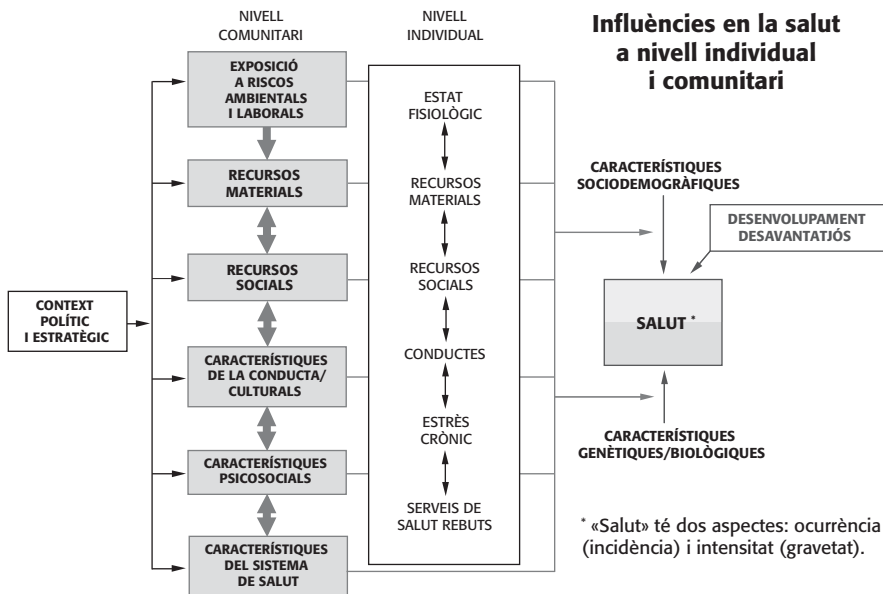 NIVELL
COMUNITARI
NIVELL
INDIVIDUAL
Influències en la salut
a nivell individual
i comunitari
EXPOSICIÓ
A RISCOS
AMBIENTALS
I LABORALS
RECURSOS
MATERIALS
RECURSOS
SOCIALS
CARACTERÍSTIQUES
DE LA CONDUCTA/
CULTURALS
CARACTERÍSTIQUES
PSICOSOCIALS
CARACTERÍSTIQUES
DEL SISTEMA
DE SALUT
CONTEXT
POLÍTIC
I ESTRATÈGIC
ESTAT
FISIOLÒGIC
RECURSOS
MATERIALS
RECURSOS
SOCIALS
CONDUCTES
ESTRÈS
CRÒNIC
SERVEIS DE
SALUT REBUTS
CARACTERÍSTIQUES
SOCIODEMOGRÀFIQUES
DESENVOLUPAMENT
DESAVANTATJÓS
SALUT *
CARACTERÍSTIQUES
GENÈTIQUES/BIOLÒGIQUES
* «Salut» té dos aspectes: ocurrència
(incidència) i intensitat (gravetat).